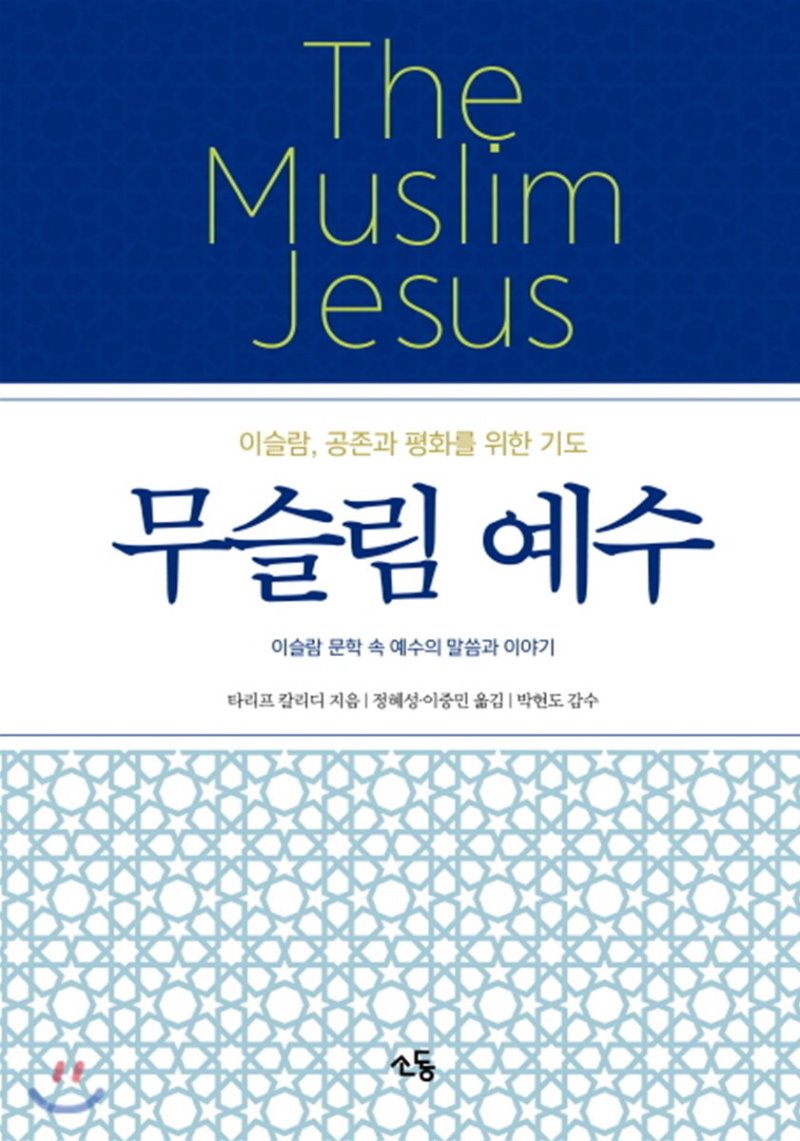 The
Muslim
Jesus
이슬람, 공존과 평화를 위한 기도
무슬림 예수
이슬람 문학 속 예수의 말씀과 이야기
타리프 칼리디 지음 | 정혜성·이중민 옮김 | 박현도 감수
소동